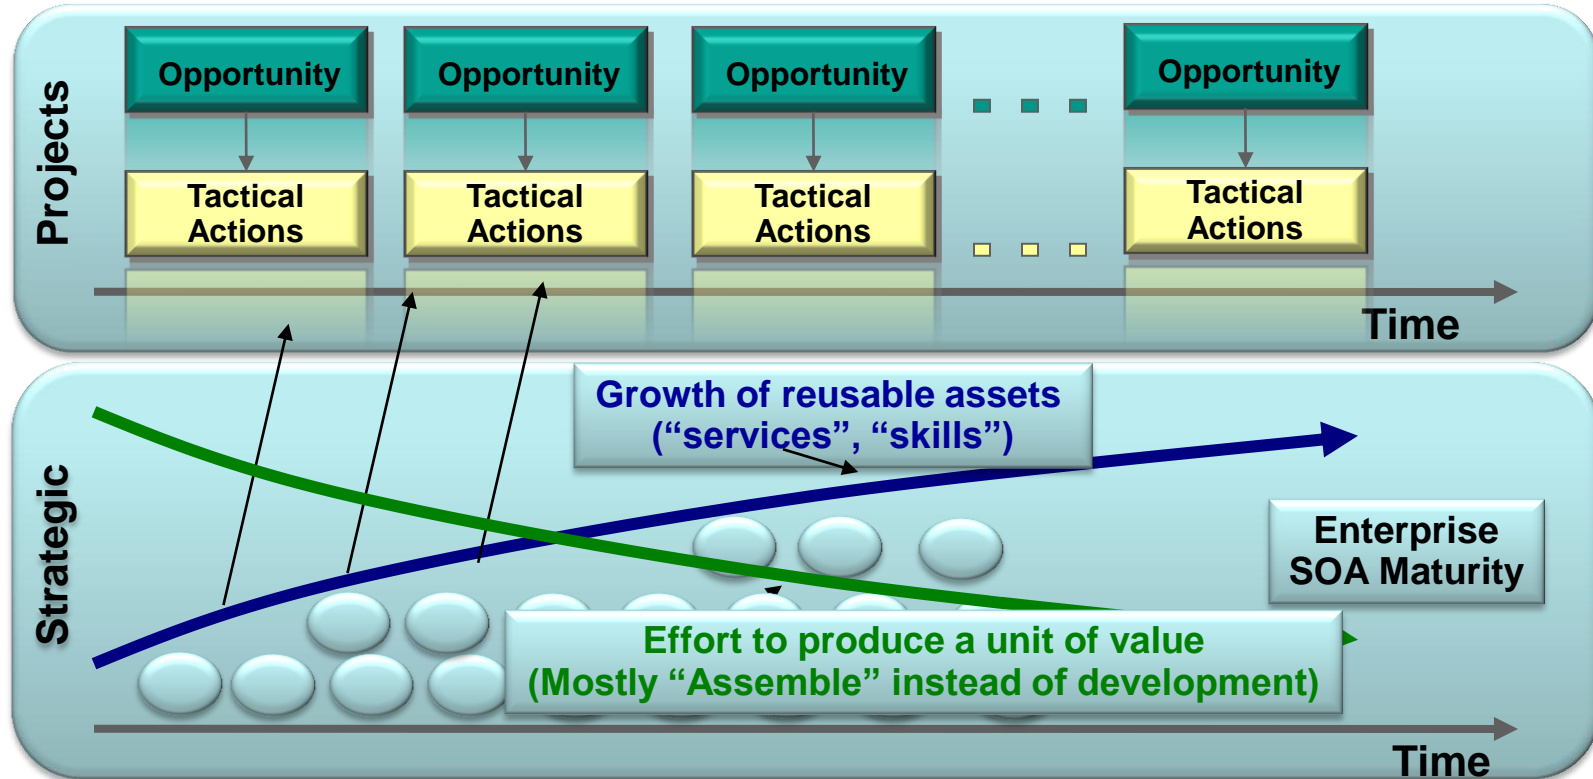 Projects
Opportunity
Opportunity
Opportunity
Opportunity
Tactical
Actions
Tactical
Actions
Tactical
Actions
Tactical
Actions
Time
Strategic
Growth of reusable assets
(“services”, “skills”)
Enterprise
SOA Maturity
Effort to produce a unit of value
(Mostly “Assemble” instead of development)
Time